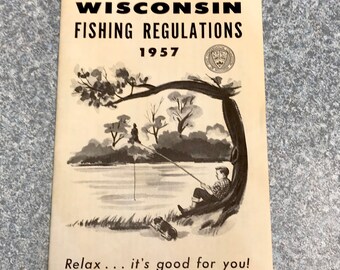 WISCONSIN
FISHING REGULATIONS
1957
Relax... it's good for you!